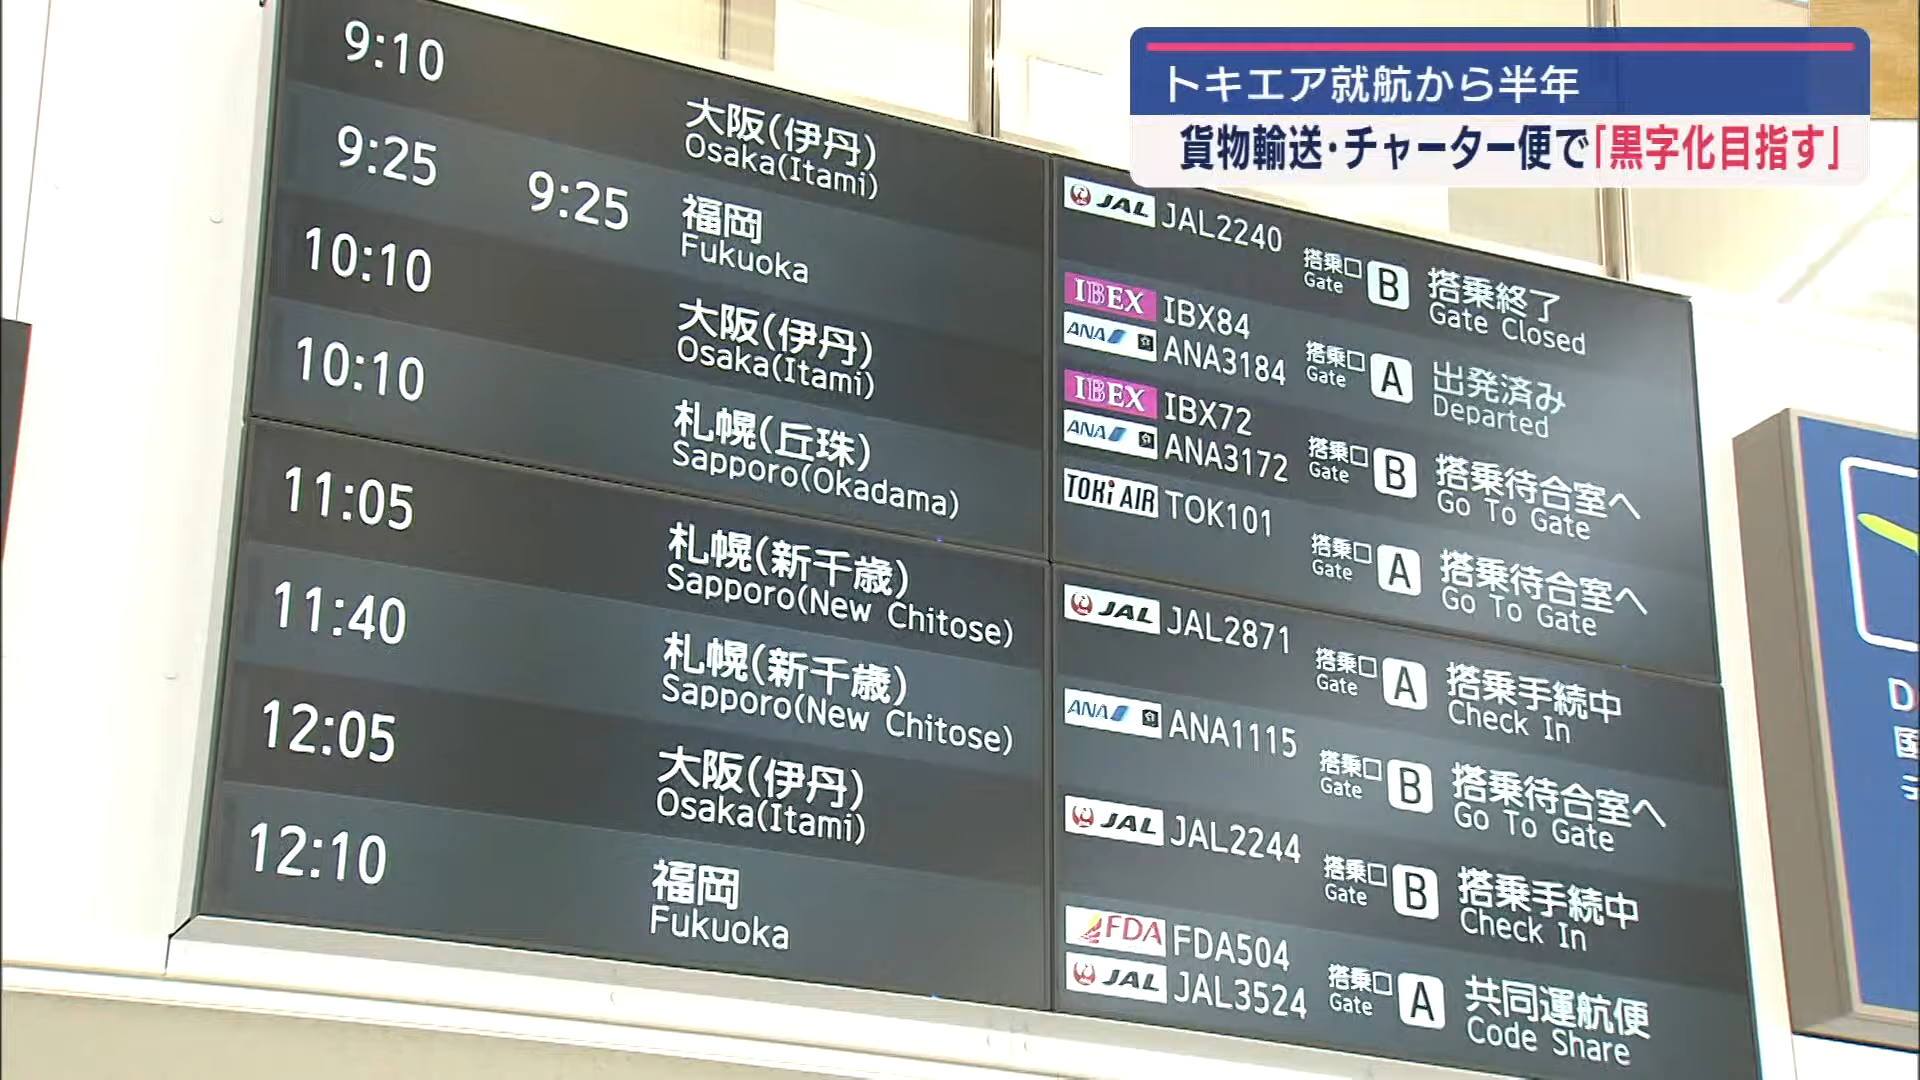 トキエア就航から半年
貨物輸送・チャーター便で「黒字化目指す」
9:10 大阪(伊丹) JAL JAL2240 搭乗口 B 搭乗終了
Osaka(Itami) Gate Gate Closed
9:25 9:25 福岡 IBEX IBX84 搭乗口 A 出発済み
Fukuoka ANA ANA3184 Gate Departed
10:10 大阪(伊丹) IBEX IBX72 搭乗口 B 搭乗待合室へ
Osaka(Itami) ANA ANA3172 Gate Go To Gate
10:10 札幌(丘珠) TOKi AIR TOK101 搭乗口 A 搭乗待合室へ
Sapporo(Okadama) Gate Go To Gate
11:05 札幌(新千歳) JAL JAL2871 搭乗口 A 搭乗手続中
Sapporo(New Chitose) Gate Check In
11:40 札幌(新千歳) ANA ANA1115 搭乗口 B 搭乗待合室へ
Sapporo(New Chitose) Gate Go To Gate
12:05 大阪(伊丹) JAL JAL2244 搭乗口 B 搭乗手続中
Osaka(Itami) Gate Check In
12:10 福岡 FDA FDA504 搭乗口 A 共同運航便
Fukuoka JAL JAL3524 Gate Code Share
D